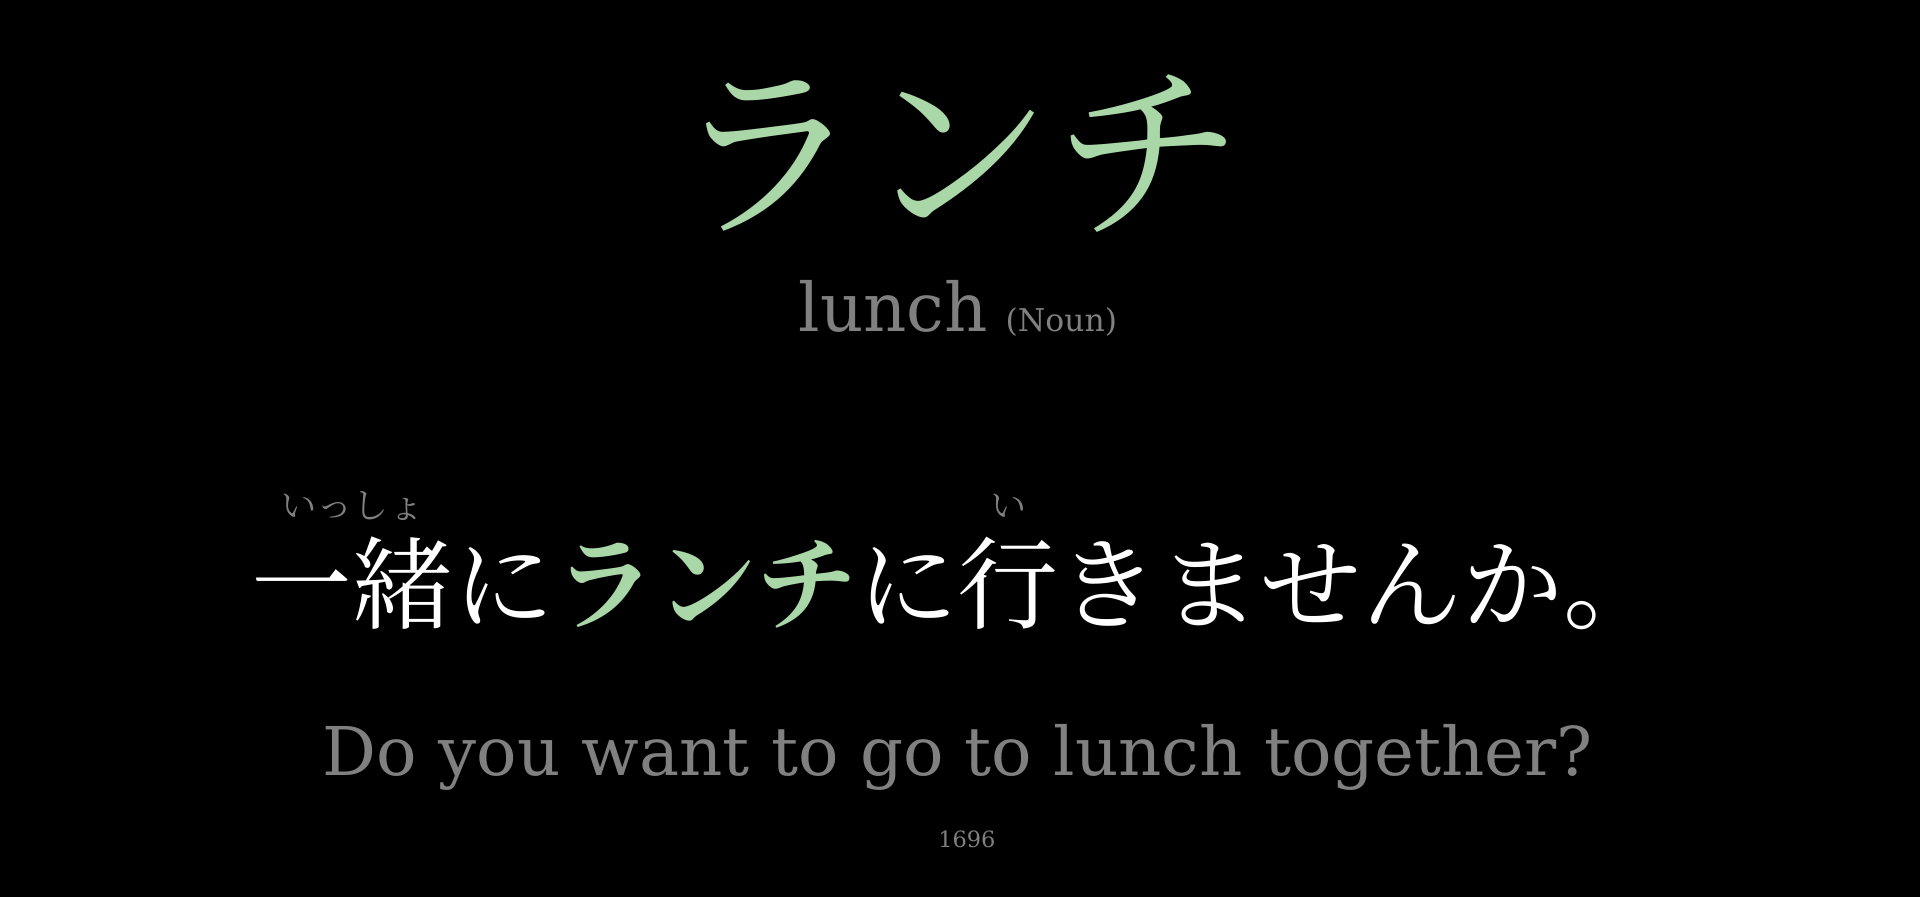 ランチ
lunch (Noun)
いっしょ い
一緒にランチに行きませんか。
Do you want to go to lunch together?
1696